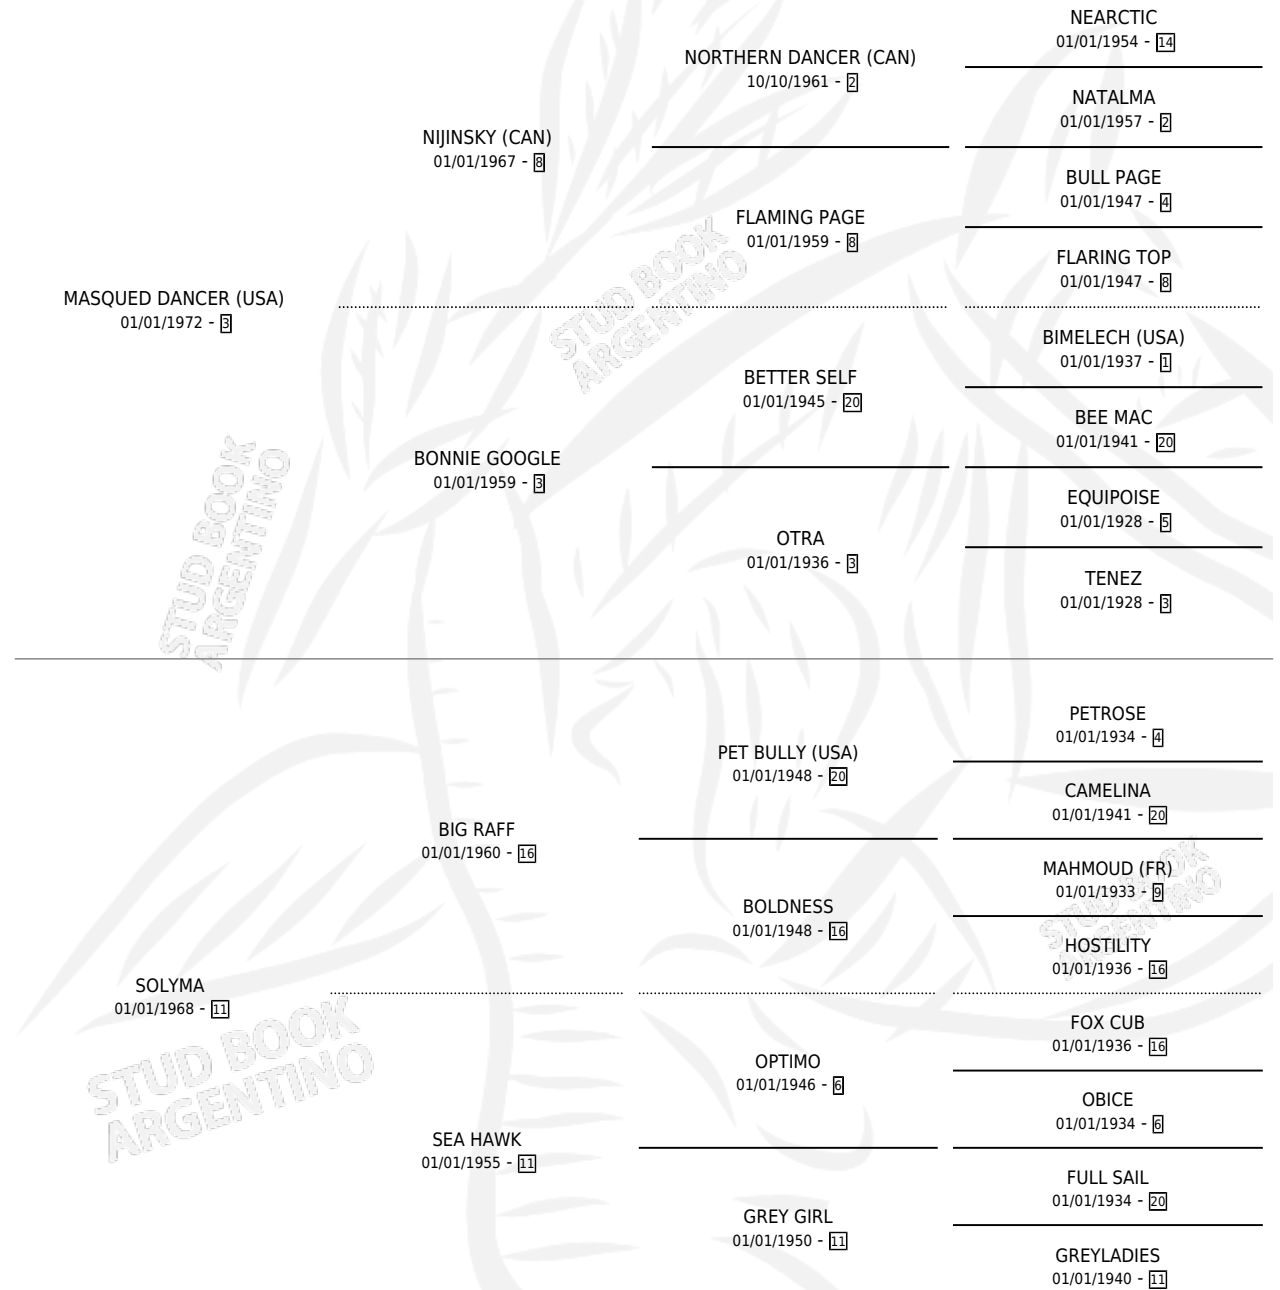 NEARCTIC
01/01/1954 - 14
NORTHERN DANCER (CAN)
10/10/1961 - 2
NATALMA
01/01/1957 - 2
NIJINSKY (CAN)
01/01/1967 - 8
BULL PAGE
01/01/1947 - 4
FLAMING PAGE
01/01/1959 - 8
FLARING TOP
01/01/1947 - 8
MASQUED DANCER (USA)
01/01/1972 - 3
BIMELECH (USA)
01/01/1937 - 1
BETTER SELF
01/01/1945 - 20
BEE MAC
01/01/1941 - 20
BONNIE GOOGLE
01/01/1959 - 3
EQUIPOISE
01/01/1928 - 5
OTRA
01/01/1936 - 3
TENEZ
01/01/1928 - 3
STUD BOOK
ARGENTINO
STUD BOOK
ARGENTINO
PETROSE
01/01/1934 - 4
PET BULLY (USA)
01/01/1948 - 20
CAMELINA
01/01/1941 - 20
BIG RAFF
01/01/1960 - 16
MAHMOUD (FR)
01/01/1933 - 9
BOLDNESS
01/01/1948 - 16
HOSTILITY
01/01/1936 - 16
STUD BOOK
ARGENTINO
SOLYMA
01/01/1968 - 11
FOX CUB
01/01/1936 - 16
OPTIMO
01/01/1946 - 6
OBICE
01/01/1934 - 6
SEA HAWK
01/01/1955 - 11
FULL SAIL
01/01/1934 - 20
GREY GIRL
01/01/1950 - 11
GREYLADIES
01/01/1940 - 11
STUD BOOK
ARGENTINO